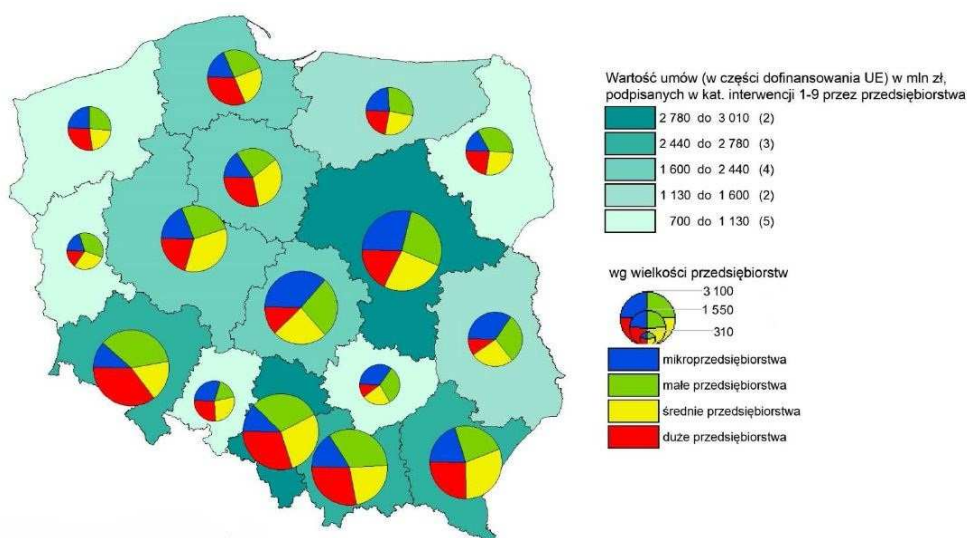 Wartość umów (w części dofinansowania UE) w mln zł,
podpisanych w kat. interwencji 1-9 przez przedsiębiorstwa
2 780 do 3 010 (2)
2 440 do 2 780 (3)
1 600 do 2 440 (4)
1 130 do 1 600 (2)
700 do 1 130 (5)
wg wielkości przedsiębiorstw
3 100
1 550
310
mikroprzedsiębiorstwa
małe przedsiębiorstwa
średnie przedsiębiorstwa
duże przedsiębiorstwa